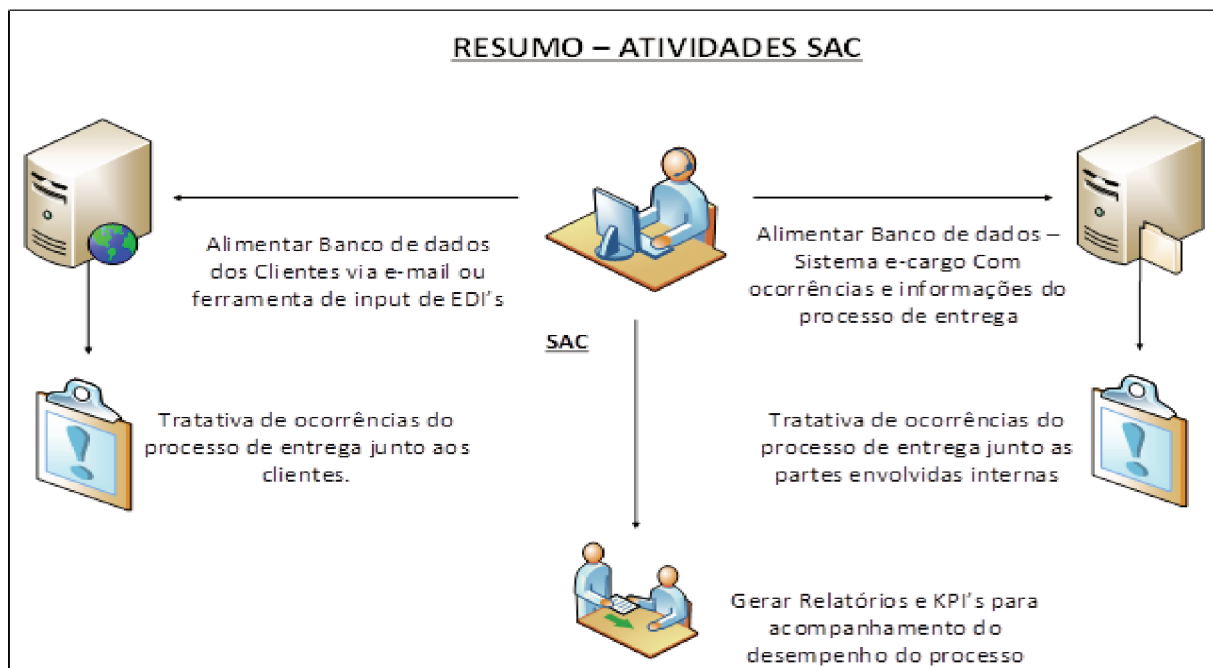 RESUMO – ATIVIDADES SAC
Alimentar Banco de dados
dos Clientes via e-mail ou
ferramenta de input de EDI's
Alimentar Banco de dados –
Sistema e-cargo Com
ocorrências e informações do
processo de entrega
SAC
Tratativa de ocorrências do
processo de entrega junto aos
clientes.
Tratativa de ocorrências do
processo de entrega junto as
partes envolvidas internas
Gerar Relatórios e KPI's para
acompanhamento do
desempenho do processo